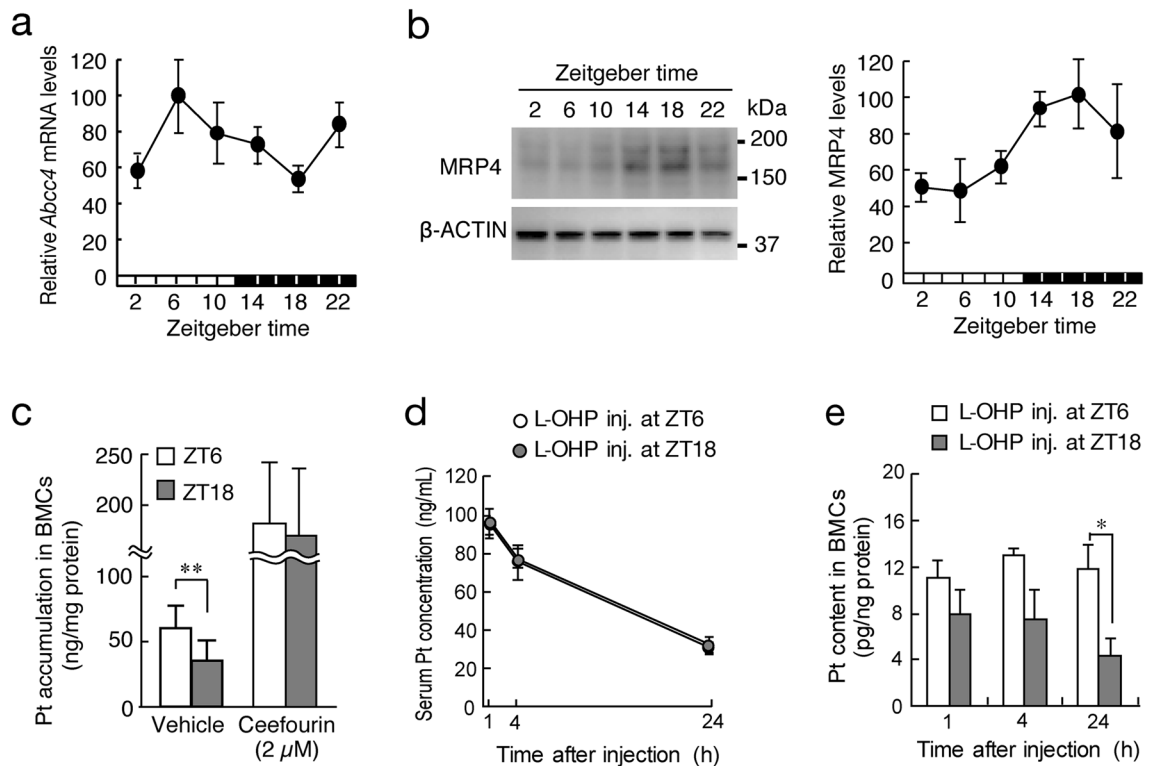 a
Relative Abcc4 mRNA levels
120
100
80
60
40
20
0
2 6 10 14 18 22
Zeitgeber time
b
Zeitgeber time
2 6 10 14 18 22 kDa
MRP4
200
150
β-ACTIN
37
Relative MRP4 levels
120
100
80
60
40
20
0
2 6 10 14 18 22
Zeitgeber time
c
Pt accumulation in BMCs
(ng/mg protein)
250
200
100
50
0
ZT6
ZT18
**
Vehicle Ceefourin
(2 µM)
d
L-OHP inj. at ZT6
L-OHP inj. at ZT18
Serum Pt concentration (ng/mL)
120
100
80
60
40
20
0
1 4 24
Time after injection (h)
e
L-OHP inj. at ZT6
L-OHP inj. at ZT18
Pt content in BMCs
(pg/ng protein)
20
16
12
8
4
0
*
1 4 24
Time after injection (h)